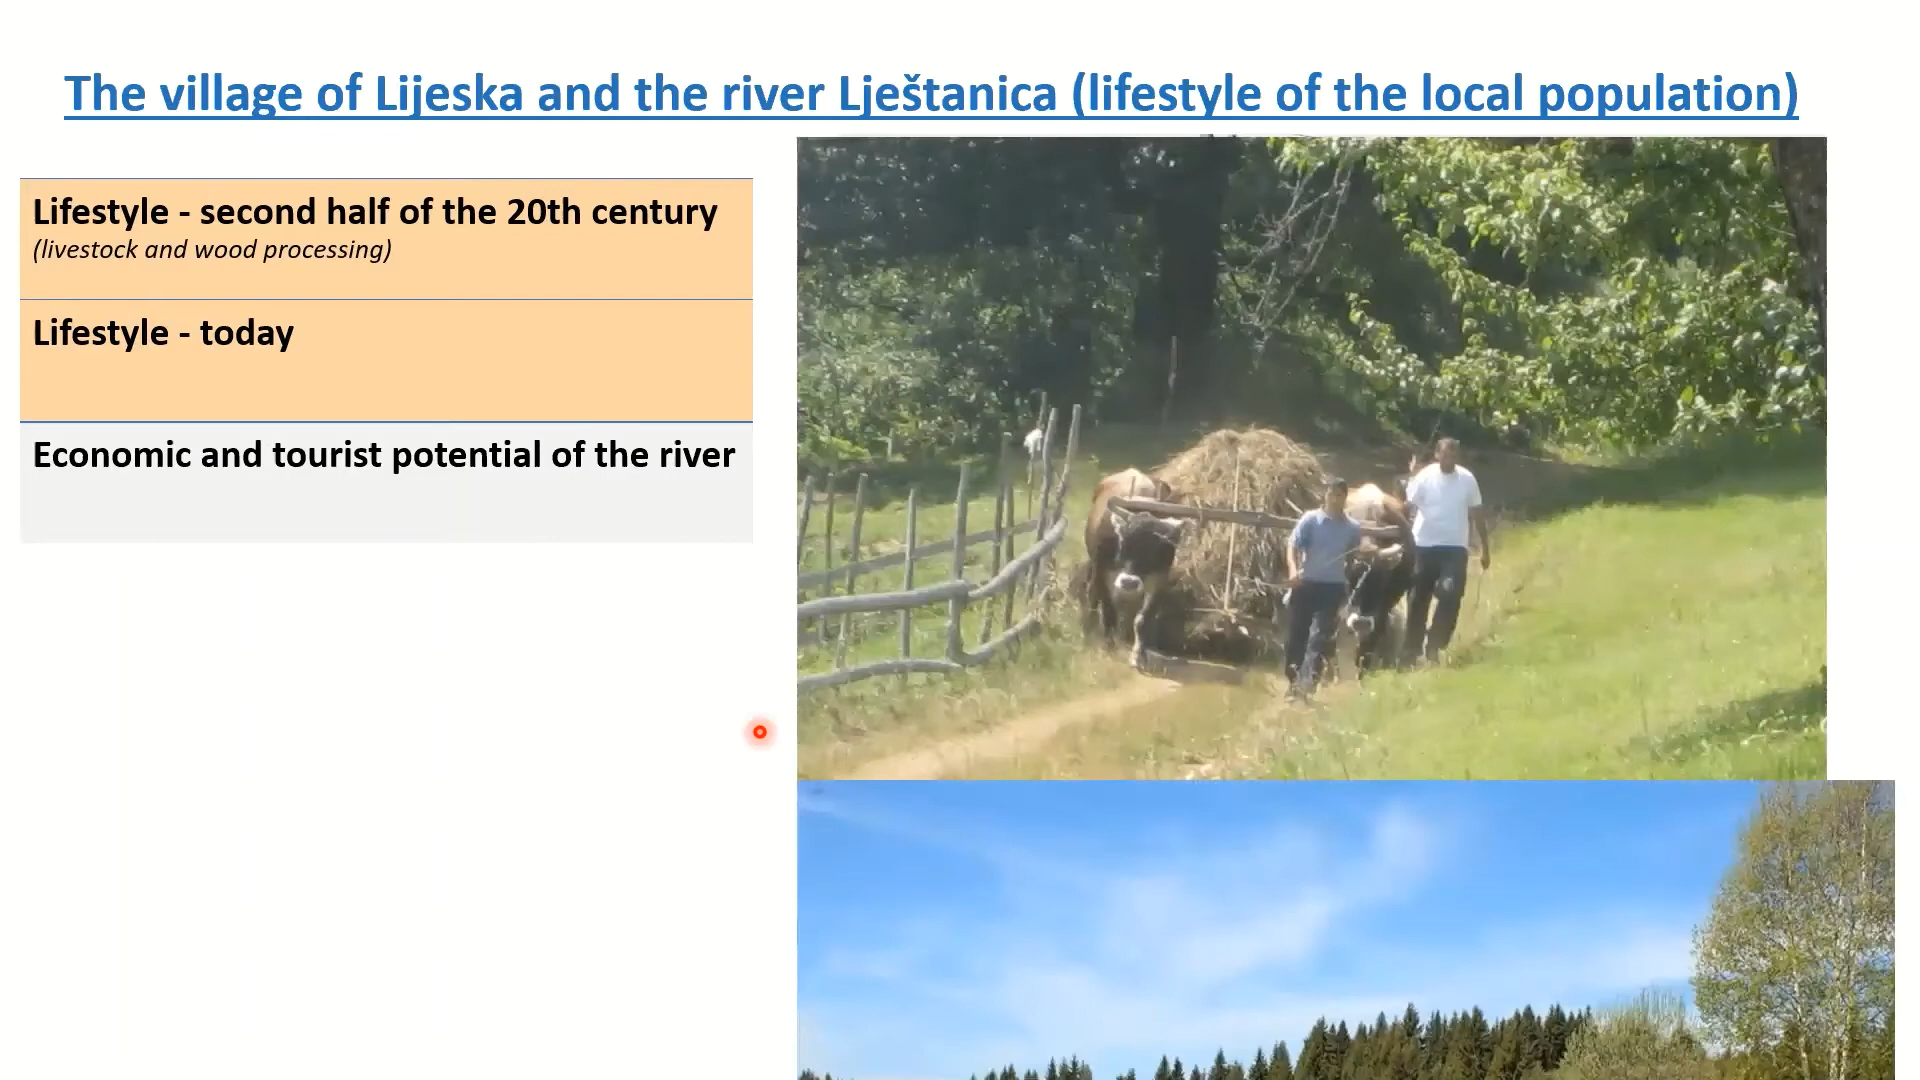 The village of Lijeska and the river Lještanica (lifestyle of the local population)
Lifestyle - second half of the 20th century
(livestock and wood processing)
Lifestyle - today
Economic and tourist potential of the river